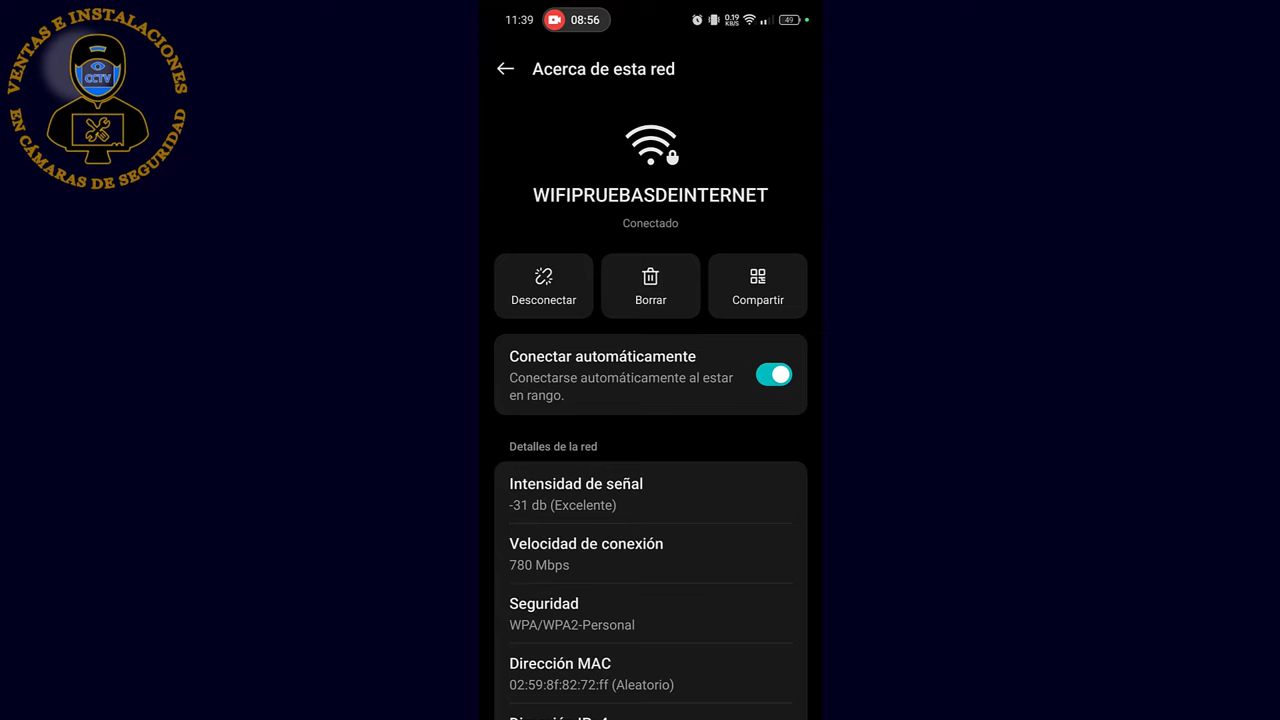 VENTAS E INSTALACIONES
CCTV
EN CÁMARAS DE SEGURIDAD
11:39
08:56
0.19
KB/S
49
Acerca de esta red
WIFIPRUEBASDEINTERNET
Conectado
Desconectar
Borrar
Compartir
Conectar automáticamente
Conectarse automáticamente al estar
en rango.
Detalles de la red
Intensidad de señal
-31 db (Excelente)
Velocidad de conexión
780 Mbps
Seguridad
WPA/WPA2-Personal
Dirección MAC
02:59:8f:82:72:ff (Aleatorio)